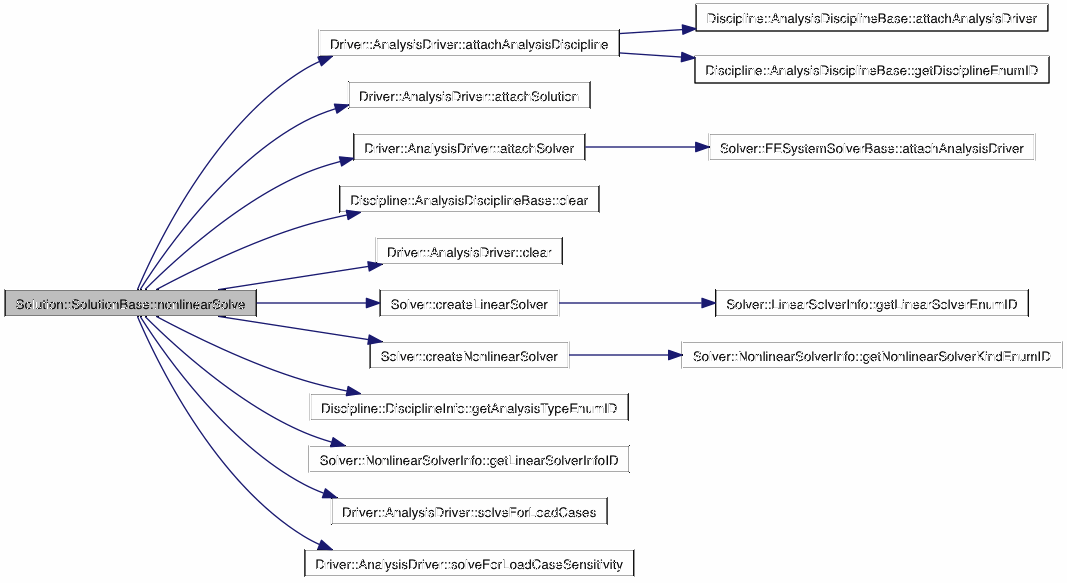 Discipline::AnalysisDisciplineBase::attachAnalysisDriver
Driver::AnalysisDriver::attachAnalysisDiscipline
Discipline::AnalysisDisciplineBase::getDisciplineEnumID
Driver::AnalysisDriver::attachSolution
Driver::AnalysisDriver::attachSolver
Solver::FESystemSolverBase::attachAnalysisDriver
Discipline::AnalysisDisciplineBase::clear
Driver::AnalysisDriver::clear
Solution::SolutionBase::nonlinearSolve
Solver::createLinearSolver
Solver::LinearSolverInfo::getLinearSolverEnumID
Solver::createNonlinearSolver
Solver::NonlinearSolverInfo::getNonlinearSolverKindEnumID
Discipline::DisciplineInfo::getAnalysisTypeEnumID
Solver::NonlinearSolverInfo::getLinearSolverInfoID
Driver::AnalysisDriver::solveForLoadCases
Driver::AnalysisDriver::solveForLoadCaseSensitivity